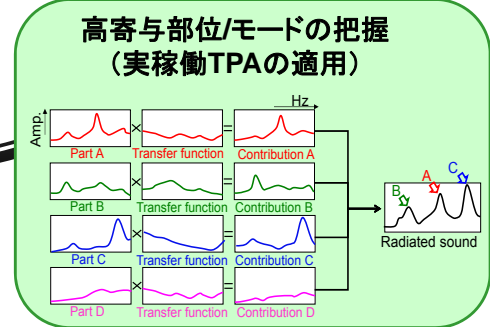 高寄与部位/モードの把握
（実稼働TPAの適用）
Hz
Amp.
× =
Part A Transfer function Contribution A
× =
Part B Transfer function Contribution B
× =
Part C Transfer function Contribution C
× =
Part D Transfer function Contribution D
B A C
Radiated sound